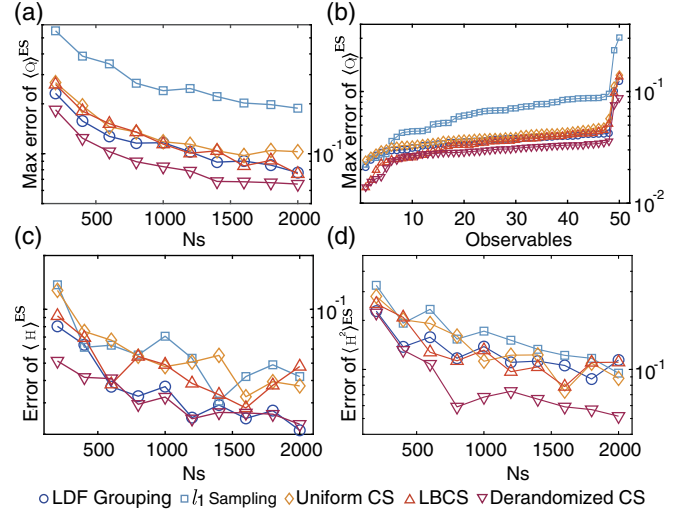 (a)
(b)
Max error of ⟨Q⟩ES
10-1
500
1000
1500
2000
Ns
Max error of ⟨Q⟩ES
10-1
10-2
0
10
20
30
40
50
Observables
(c)
(d)
Error of ⟨H⟩ES
10-1
500
1000
1500
2000
Ns
Error of ⟨H2⟩ES
10-1
500
1000
1500
2000
Ns
LDF Grouping l1 Sampling Uniform CS LBCS Derandomized CS